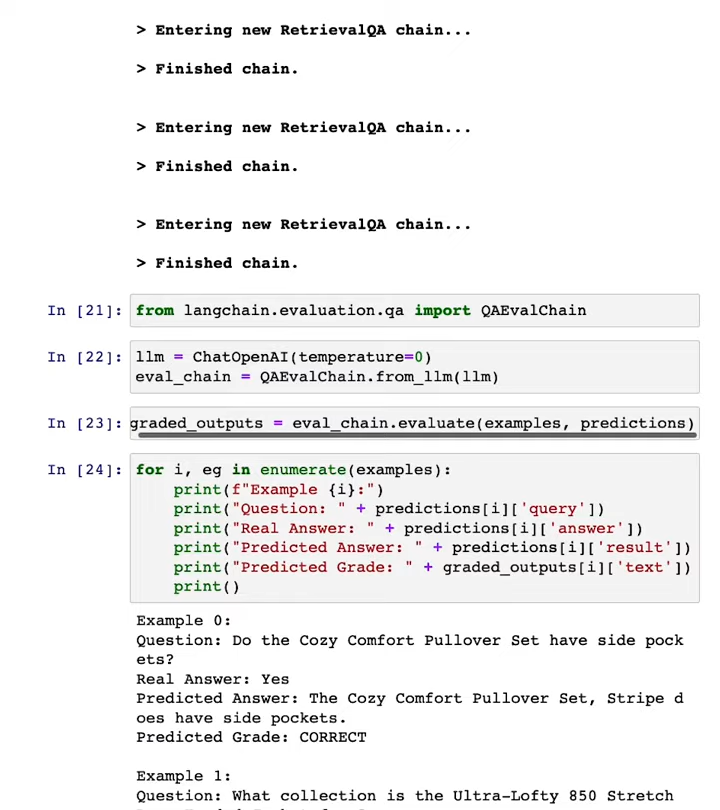 > Entering new RetrievalQA chain...
> Finished chain.
> Entering new RetrievalQA chain...
> Finished chain.
> Entering new RetrievalQA chain...
> Finished chain.
In [21]: from langchain.evaluation.qa import QAEvalChain
In [22]: llm = ChatOpenAI(temperature=0)
eval_chain = QAEvalChain.from_llm(llm)
In [23]: graded_outputs = eval_chain.evaluate(examples, predictions)
In [24]: for i, eg in enumerate(examples):
    print(f"Example {i}:")
    print("Question: " + predictions[i]['query'])
    print("Real Answer: " + predictions[i]['answer'])
    print("Predicted Answer: " + predictions[i]['result'])
    print("Predicted Grade: " + graded_outputs[i]['text'])
    print()
Example 0:
Question: Do the Cozy Comfort Pullover Set have side pock
ets?
Real Answer: Yes
Predicted Answer: The Cozy Comfort Pullover Set, Stripe d
oes have side pockets.
Predicted Grade: CORRECT
Example 1:
Question: What collection is the Ultra-Lofty 850 Stretch